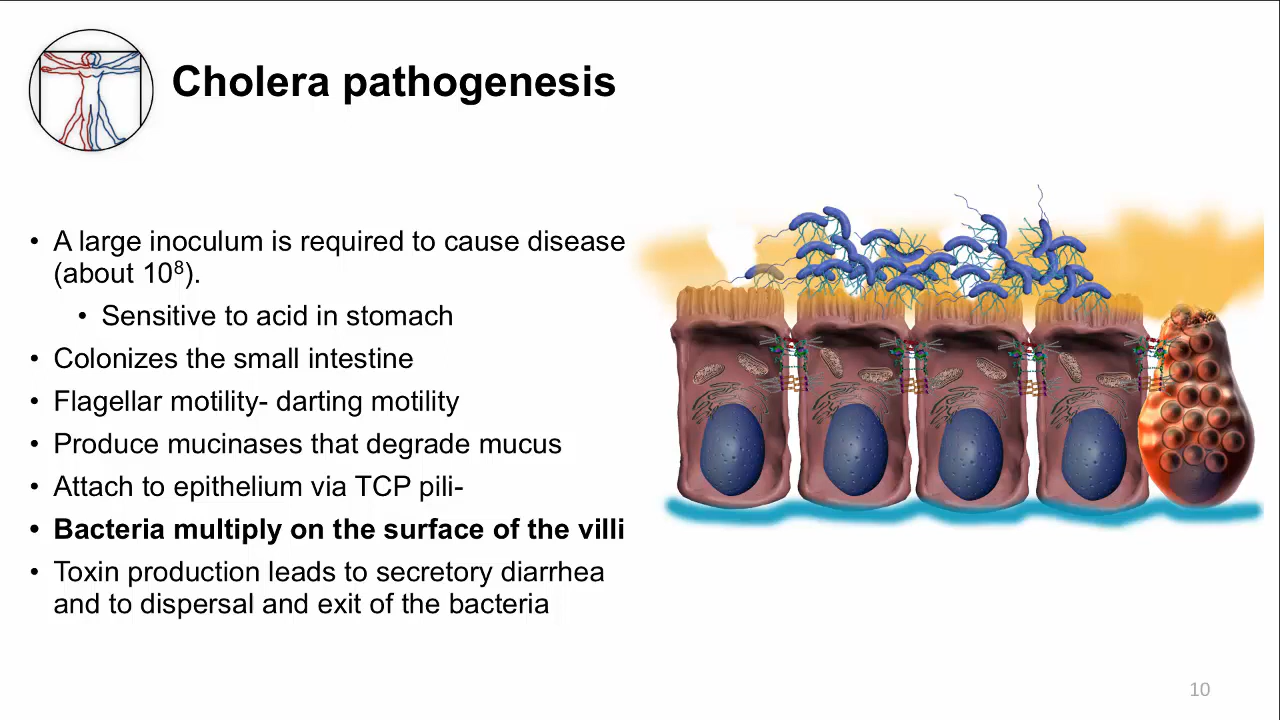 Cholera pathogenesis
• A large inoculum is required to cause disease
(about 10⁸).
• Sensitive to acid in stomach
• Colonizes the small intestine
• Flagellar motility- darting motility
• Produce mucinases that degrade mucus
• Attach to epithelium via TCP pili-
• Bacteria multiply on the surface of the villi
• Toxin production leads to secretory diarrhea
and to dispersal and exit of the bacteria
10